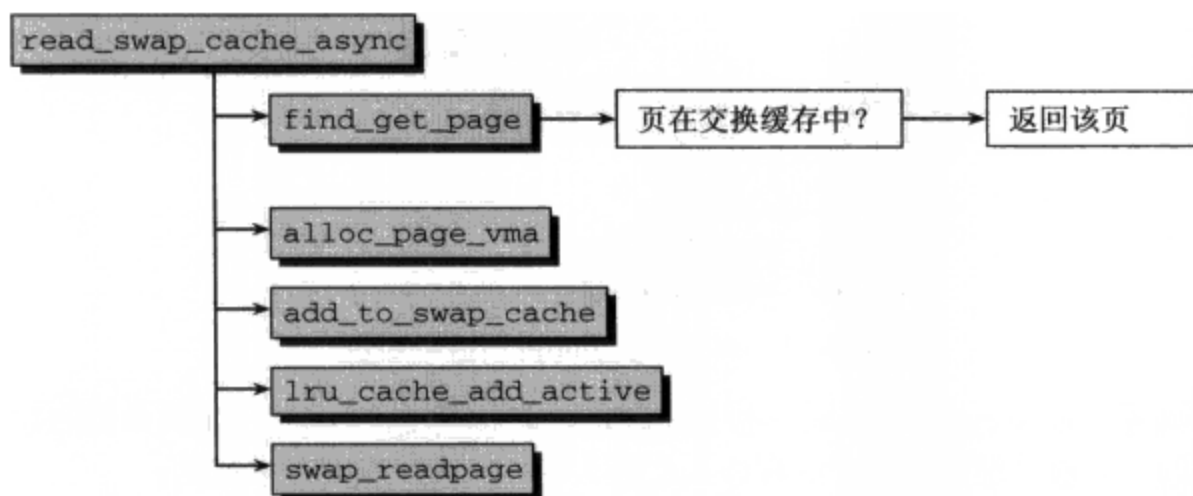 read_swap_cache_async
find_get_page
页在交换缓存中？
返回该页
alloc_page_vma
add_to_swap_cache
lru_cache_add_active
swap_readpage